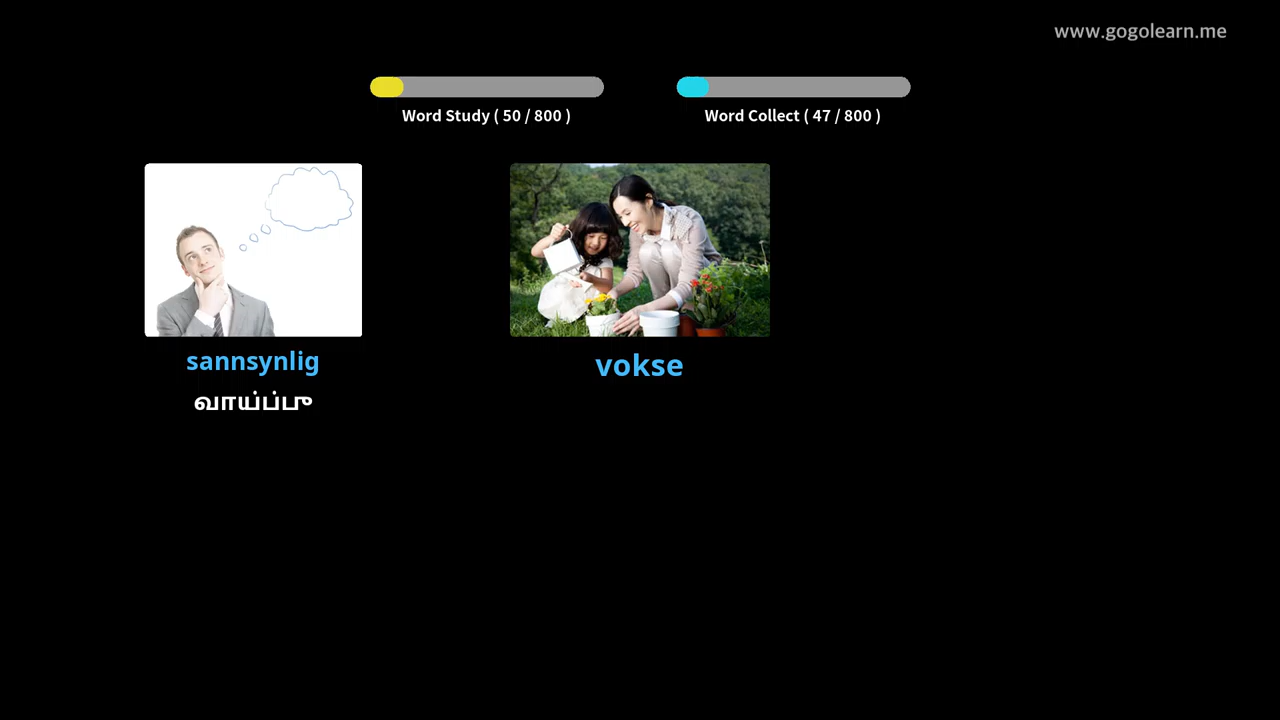 www.gogolearn.me
Word Study ( 50 / 800 )
Word Collect ( 47 / 800 )
sannsynlig
வாய்ப்பு
vokse